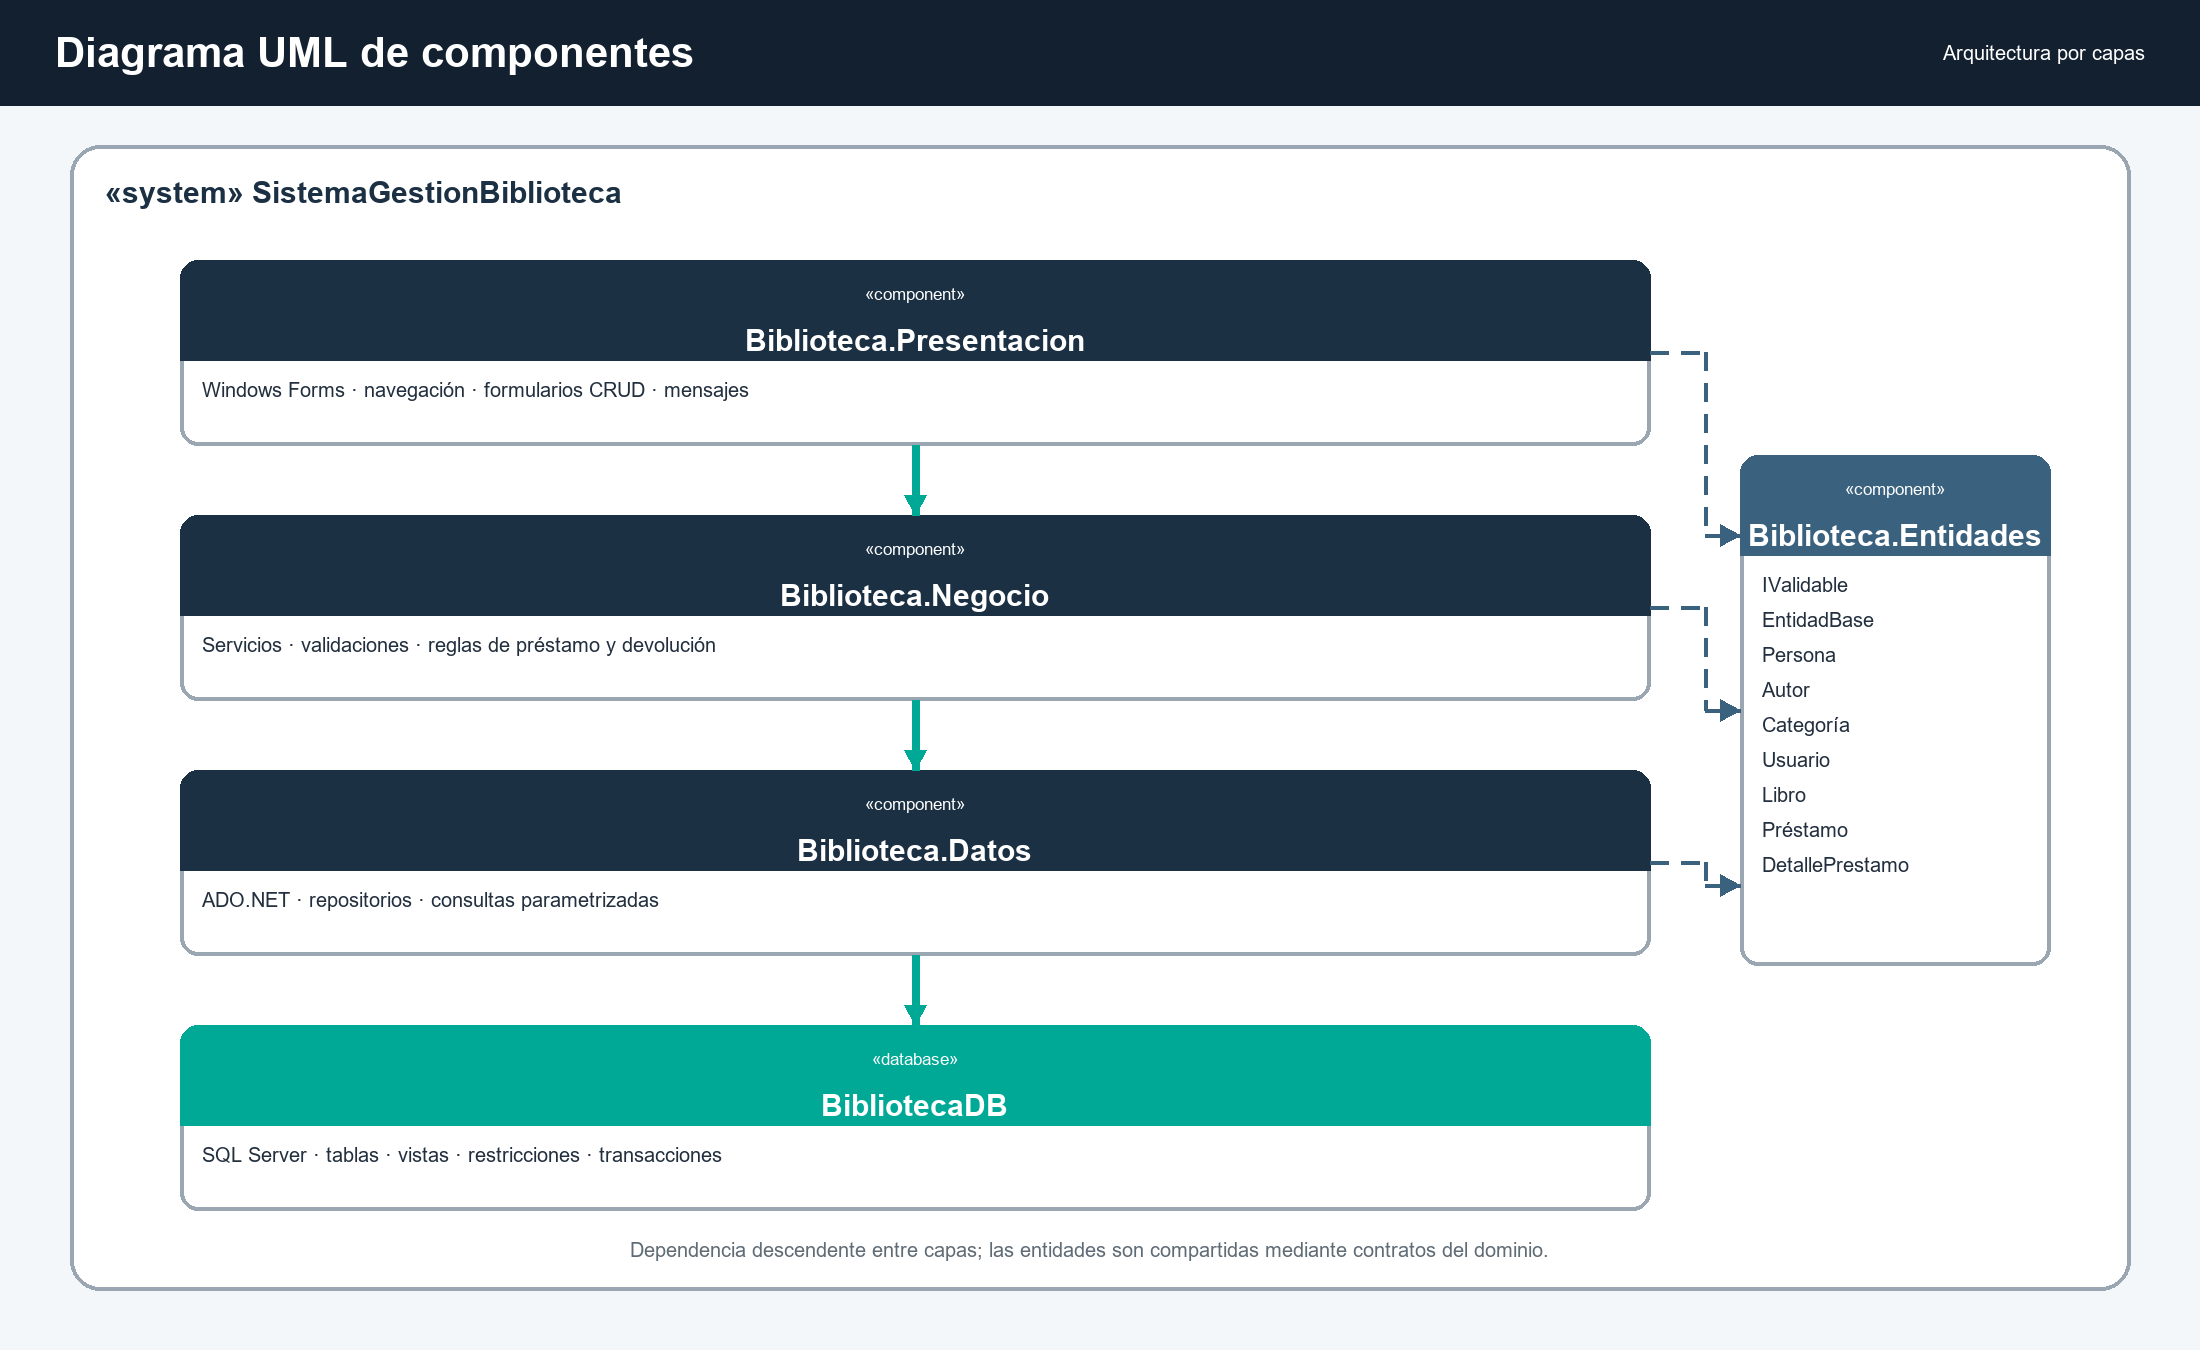 Diagrama UML de componentes
Arquitectura por capas
«system» SistemaGestionBiblioteca
«component»
Biblioteca.Presentacion
Windows Forms · navegación · formularios CRUD · mensajes
«component»
Biblioteca.Negocio
Servicios · validaciones · reglas de préstamo y devolución
«component»
Biblioteca.Datos
ADO.NET · repositorios · consultas parametrizadas
«database»
BibliotecaDB
SQL Server · tablas · vistas · restricciones · transacciones
«component»
Biblioteca.Entidades
IValidable
EntidadBase
Persona
Autor
Categoría
Usuario
Libro
Préstamo
DetallePrestamo
Dependencia descendente entre capas; las entidades son compartidas mediante contratos del dominio.